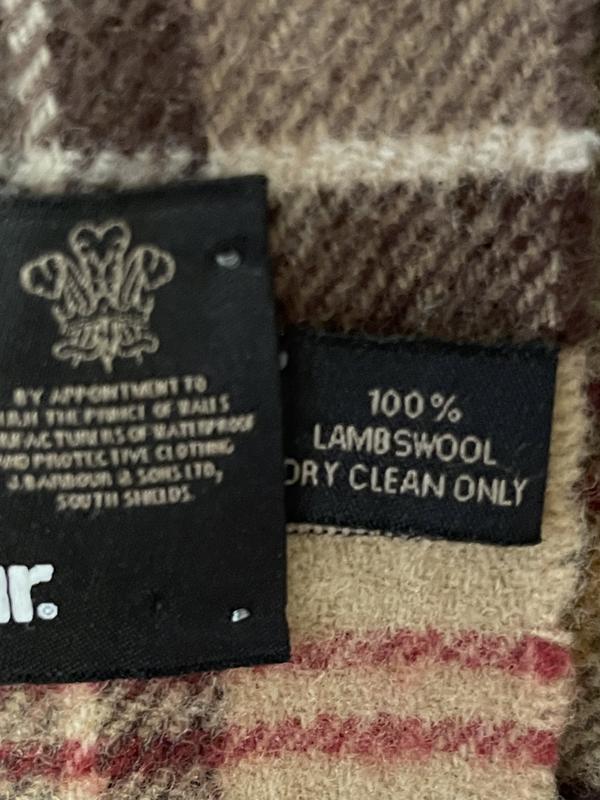 BY APPOINTMENT TO
H.R.H THE PRINCE OF WALES
MANUFACTURERS OF WATERPROOF
AND PROTECTIVE CLOTHING
J.BARBOUR & SONS LTD,
SOUTH SHIELDS.
ur.®
100%
LAMBSWOOL
DRY CLEAN ONLY